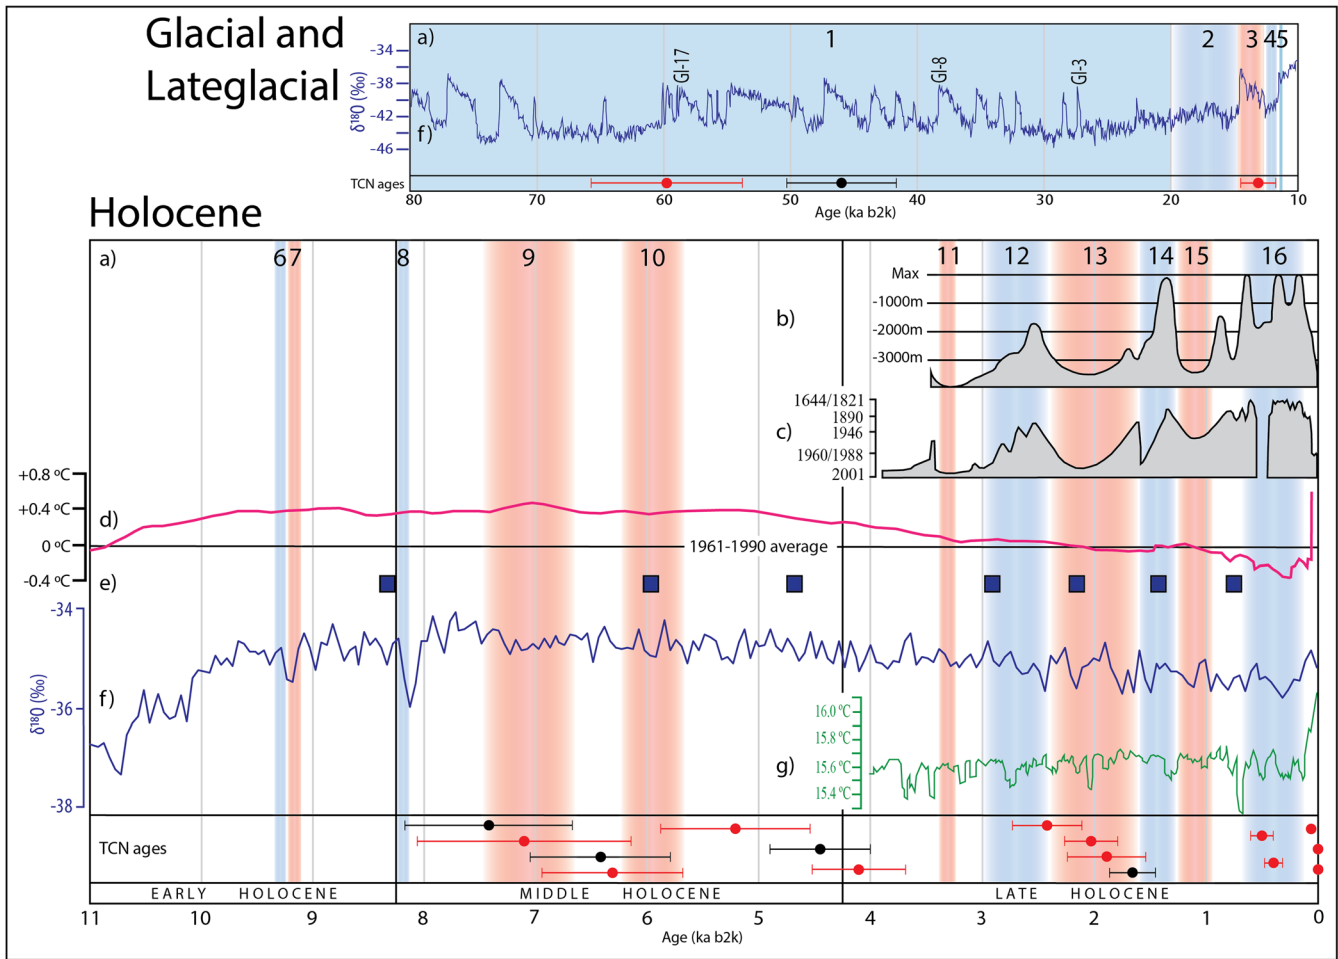 Glacial and
Lateglacial
a)
1
2
3
4
5
-34
-38
-42
-46
δ¹⁸O (‰)
GI-17
GI-8
GI-3
f)
TCN ages
80
70
60
50
40
30
20
10
Age (ka b2k)
Holocene
a)
6
7
8
9
10
11
12
13
14
15
16
b)
Max
-1000m
-2000m
-3000m
c)
1644/1821
1890
1946
1960/1988
2001
+0.8 ºC
+0.4 ºC
0 ºC
-0.4 ºC
d)
1961-1990 average
e)
-34
-36
-38
δ¹⁸O (‰)
f)
g)
16,0 ºC
15.8 ºC
15.6 ºC
15.4 ºC
TCN ages
EARLY HOLOCENE
MIDDLE HOLOCENE
LATE HOLOCENE
11
10
9
8
7
6
5
4
3
2
1
0
Age (ka b2k)